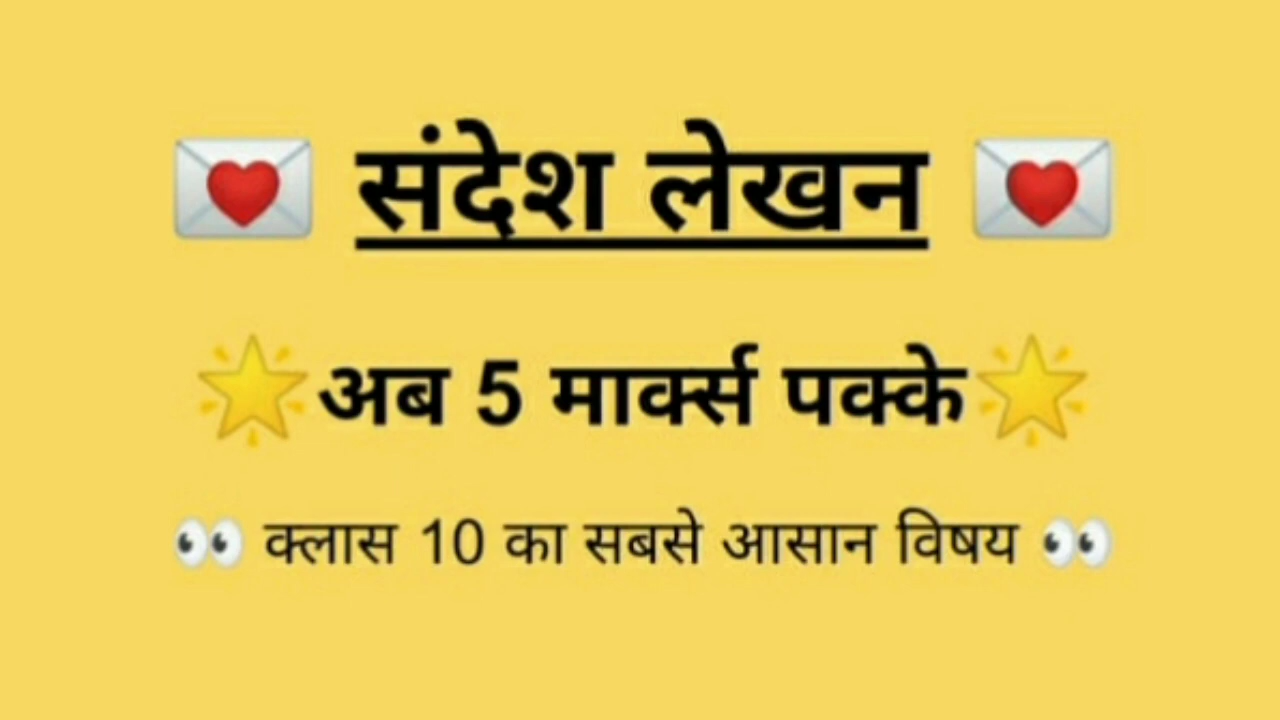 💌 संदेश लेखन 💌
🌟अब 5 मार्क्स पक्के🌟
👀 क्लास 10 का सबसे आसान विषय 👀